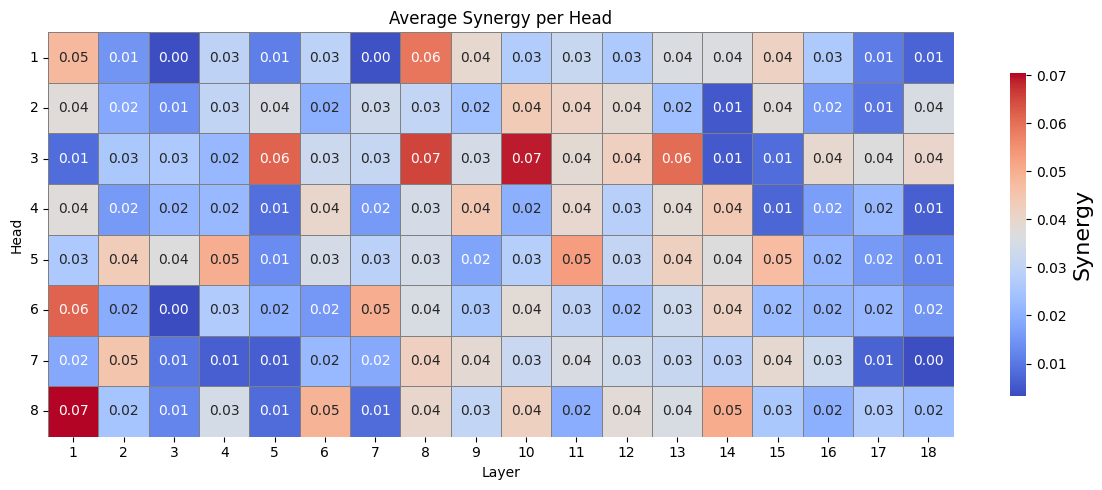 Average Synergy per Head
1 0.05 0.01 0.00 0.03 0.01 0.03 0.00 0.06 0.04 0.03 0.03 0.03 0.04 0.04 0.04 0.03 0.01 0.01
2 0.04 0.02 0.01 0.03 0.04 0.02 0.03 0.03 0.02 0.04 0.04 0.04 0.02 0.01 0.04 0.02 0.01 0.04
3 0.01 0.03 0.03 0.02 0.06 0.03 0.03 0.07 0.03 0.07 0.04 0.04 0.06 0.01 0.01 0.04 0.04 0.04
4 0.04 0.02 0.02 0.02 0.01 0.04 0.02 0.03 0.04 0.02 0.04 0.03 0.04 0.04 0.01 0.02 0.02 0.01
5 0.03 0.04 0.04 0.05 0.01 0.03 0.03 0.03 0.02 0.03 0.05 0.03 0.04 0.04 0.05 0.02 0.02 0.01
6 0.06 0.02 0.00 0.03 0.02 0.02 0.05 0.04 0.03 0.04 0.03 0.02 0.03 0.04 0.02 0.02 0.02 0.02
7 0.02 0.05 0.01 0.01 0.01 0.02 0.02 0.04 0.04 0.03 0.04 0.03 0.03 0.03 0.04 0.03 0.01 0.00
8 0.07 0.02 0.01 0.03 0.01 0.05 0.01 0.04 0.03 0.04 0.02 0.04 0.04 0.05 0.03 0.02 0.03 0.02
1 2 3 4 5 6 7 8 9 10 11 12 13 14 15 16 17 18
Layer
Head
0.07
0.06
0.05
0.04
0.03
0.02
0.01
Synergy